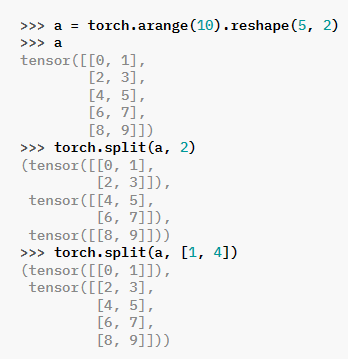 >>> a = torch.arange(10).reshape(5, 2)
>>> a
tensor([[0, 1],
        [2, 3],
        [4, 5],
        [6, 7],
        [8, 9]])
>>> torch.split(a, 2)
(tensor([[0, 1],
         [2, 3]]),
 tensor([[4, 5],
         [6, 7]]),
 tensor([[8, 9]]))
>>> torch.split(a, [1, 4])
(tensor([[0, 1]]),
 tensor([[2, 3],
         [4, 5],
         [6, 7],
         [8, 9]]))